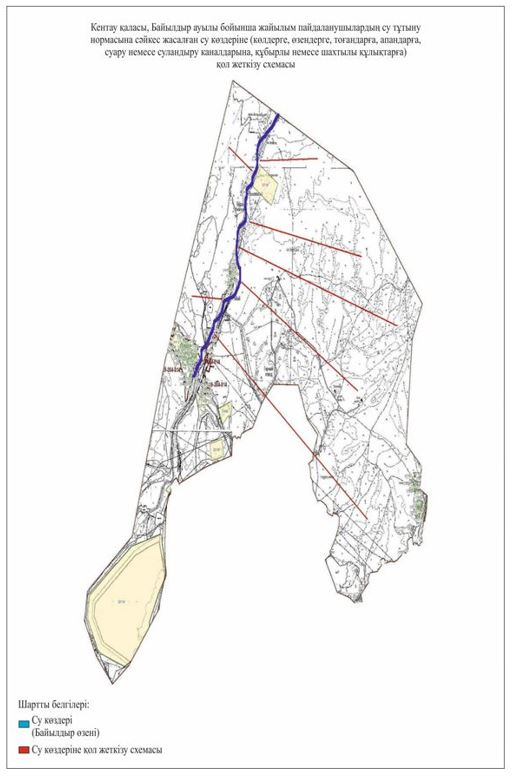 Кентау қаласы, Байылдыр ауылы бойынша жайылым пайдаланушылардың су тұтыну
нормасына сәйкес жасалған су көздеріне (көлдерге, өзендерге, тоғандарға, апандарға,
суару немесе суландыру каналдарына, құбырлы немесе шахтылы құлықтарға)
қол жеткізу схемасы
Шартты белгілері:
Су көздері
(Байылдыр өзені)
Су көздеріне қол жеткізу схемасы